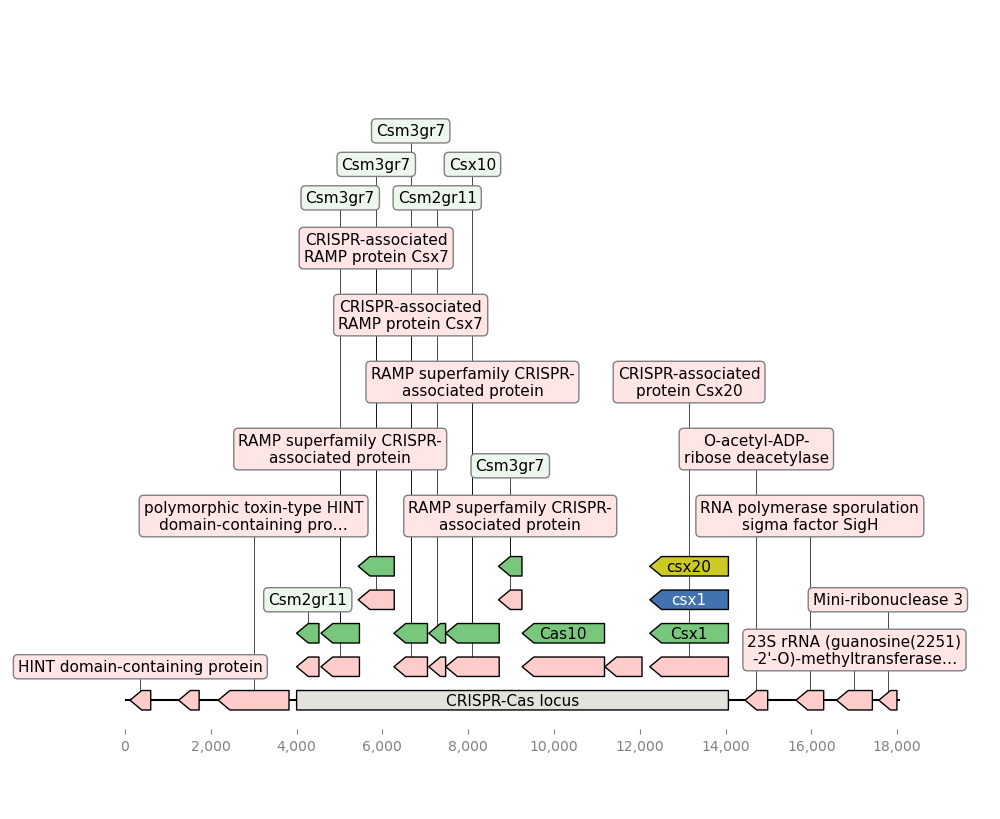 Csm3gr7
Csm3gr7
Csx10
Csm3gr7
Csm2gr11
CRISPR-associated
RAMP protein Csx7
CRISPR-associated
RAMP protein Csx7
RAMP superfamily CRISPR-
associated protein
CRISPR-associated
protein Csx20
RAMP superfamily CRISPR-
associated protein
O-acetyl-ADP-
ribose deacetylase
Csm3gr7
polymorphic toxin-type HINT
domain-containing pro…
RAMP superfamily CRISPR-
associated protein
RNA polymerase sporulation
sigma factor SigH
csx20
Csm2gr11
csx1
Mini-ribonuclease 3
Cas10
Csx1
23S rRNA (guanosine(2251)
-2'-O)-methyltransferase…
HINT domain-containing protein
CRISPR-Cas locus
0
2,000
4,000
6,000
8,000
10,000
12,000
14,000
16,000
18,000